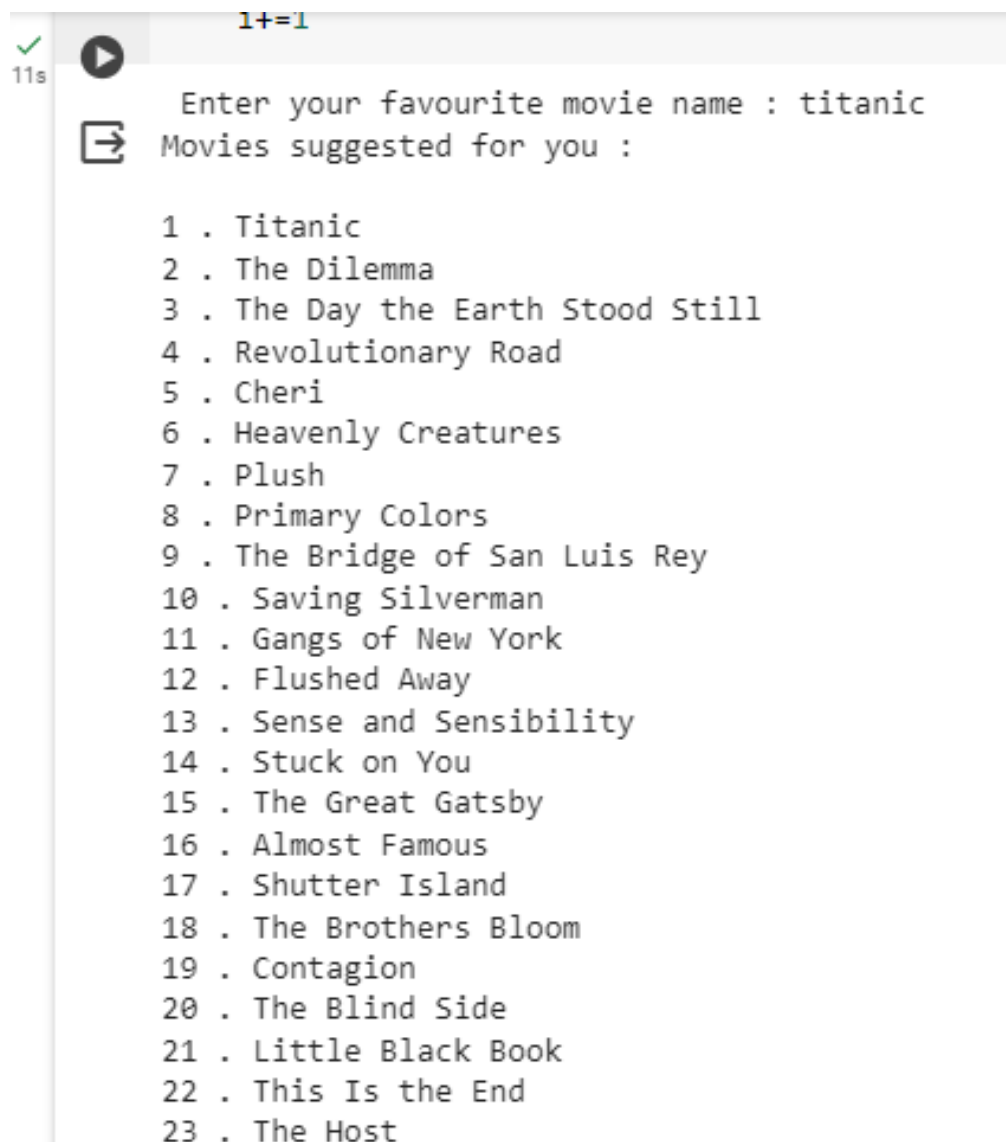 i+=1
11s
Enter your favourite movie name : titanic
Movies suggested for you :
1 . Titanic
2 . The Dilemma
3 . The Day the Earth Stood Still
4 . Revolutionary Road
5 . Cheri
6 . Heavenly Creatures
7 . Plush
8 . Primary Colors
9 . The Bridge of San Luis Rey
10 . Saving Silverman
11 . Gangs of New York
12 . Flushed Away
13 . Sense and Sensibility
14 . Stuck on You
15 . The Great Gatsby
16 . Almost Famous
17 . Shutter Island
18 . The Brothers Bloom
19 . Contagion
20 . The Blind Side
21 . Little Black Book
22 . This Is the End
23 . The Host